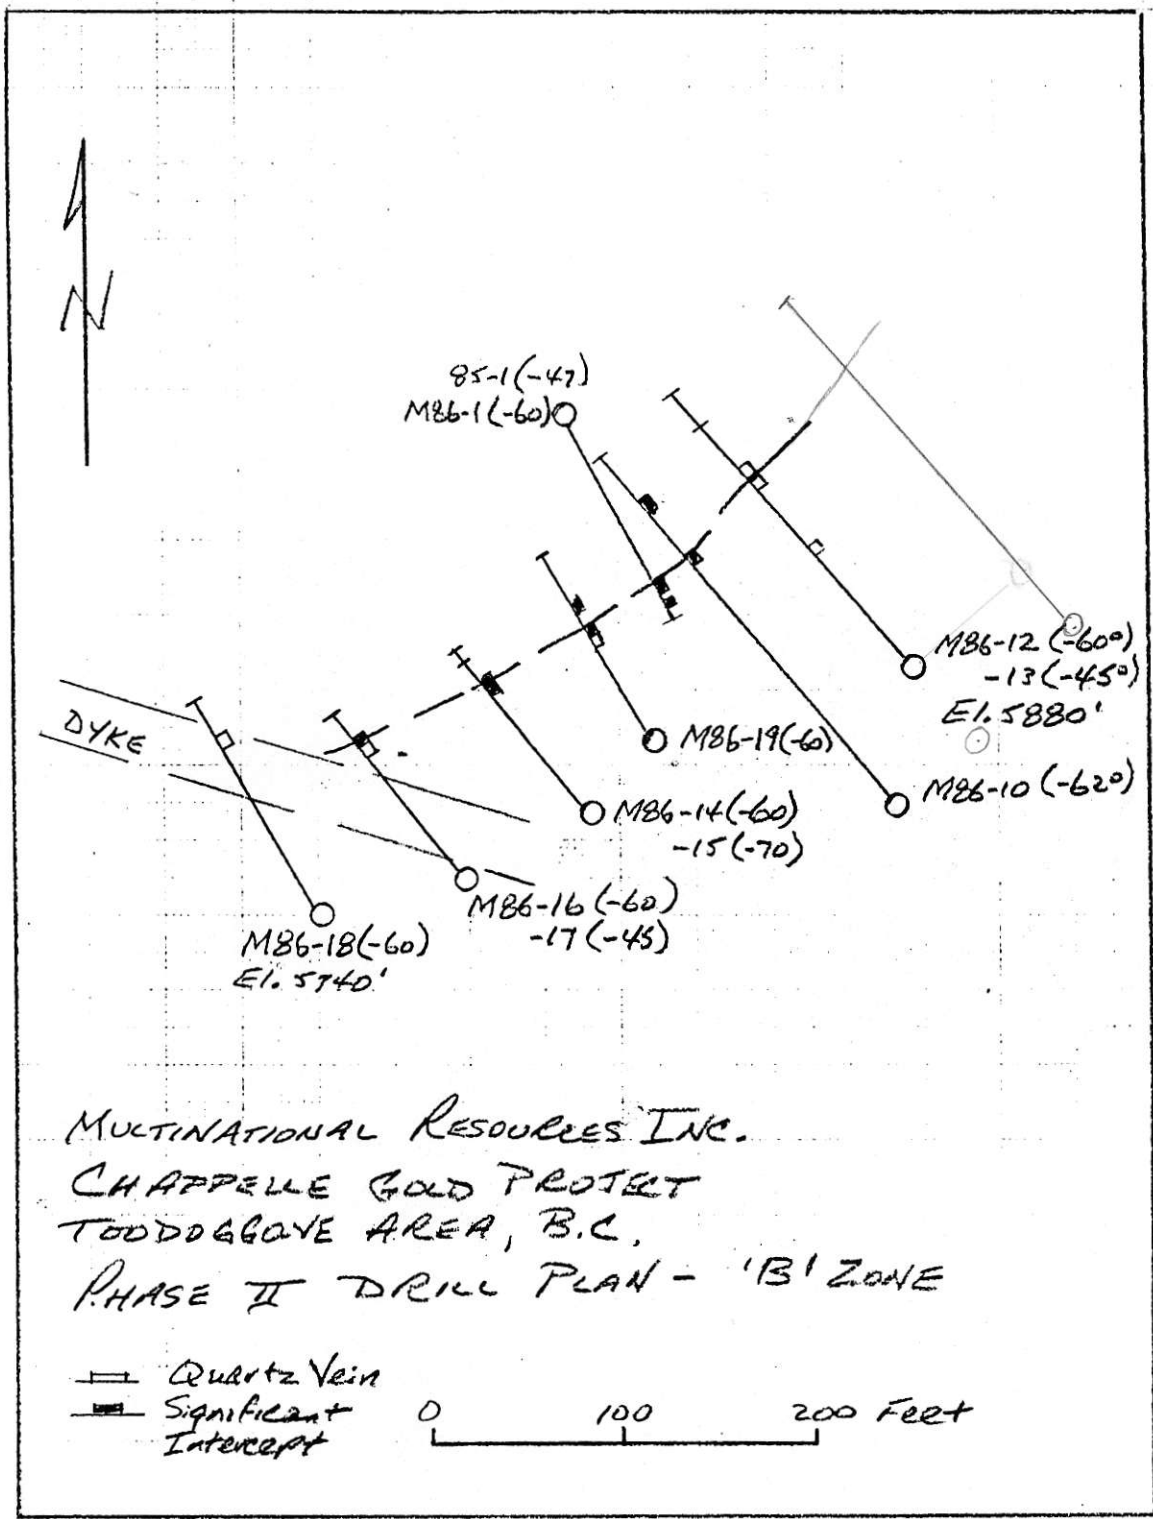 N
85-1(-47)
M86-1(-60)
M86-12 (-60°)
-13(-45°)
El. 5880'
DYKE
M86-19(-60)
M86-10 (-62°)
M86-14(-60)
-15(-70)
M86-16(-60)
-17(-45)
M86-18(-60)
El. 5740'
MULTINATIONAL RESOURCES INC.
CHAPPELLE GOLD PROJECT
TOODOGGONE AREA, B.C.
PHASE II DRILL PLAN - 'B' ZONE
Quartz Vein
Significant
Intercept
0 100 200 Feet